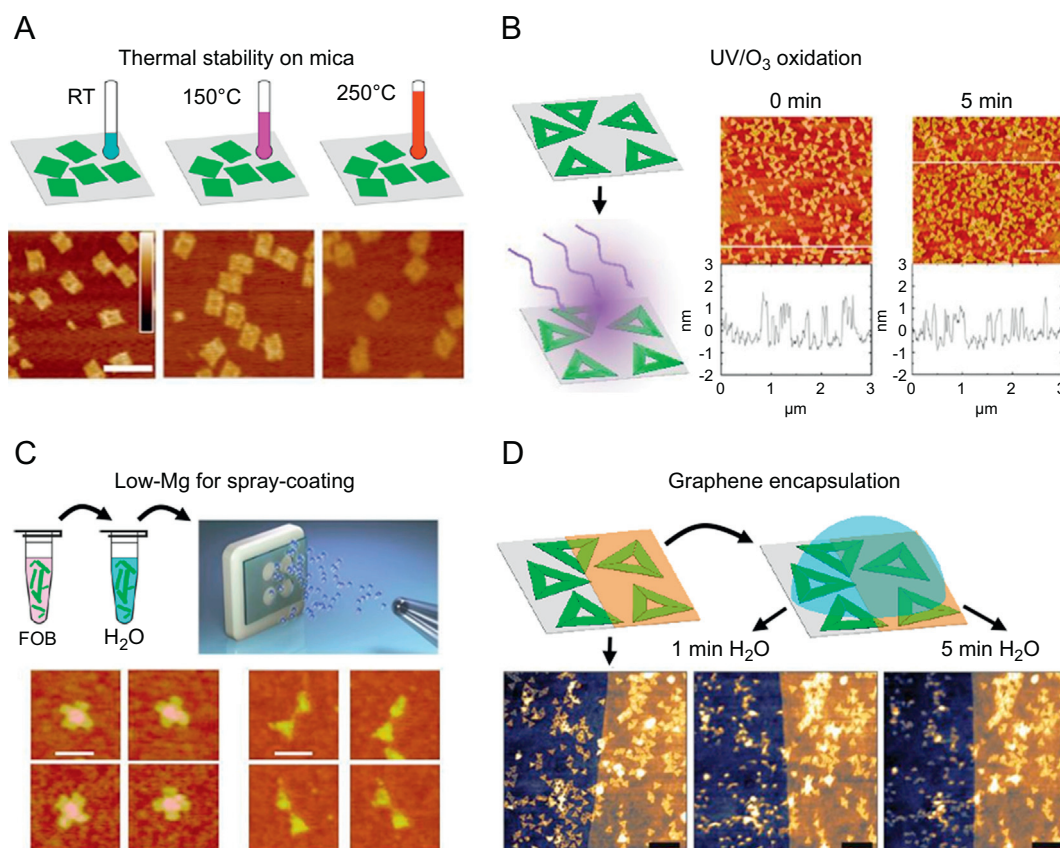 A
Thermal stability on mica
RT
150°C
250°C
B
UV/O3 oxidation
0 min
5 min
3
2
1
0
-1
-2
nm
0
1
2
3
µm
3
2
1
0
-1
-2
0
1
2
3
µm
C
Low-Mg for spray-coating
FOB
H2O
D
Graphene encapsulation
1 min H2O
5 min H2O